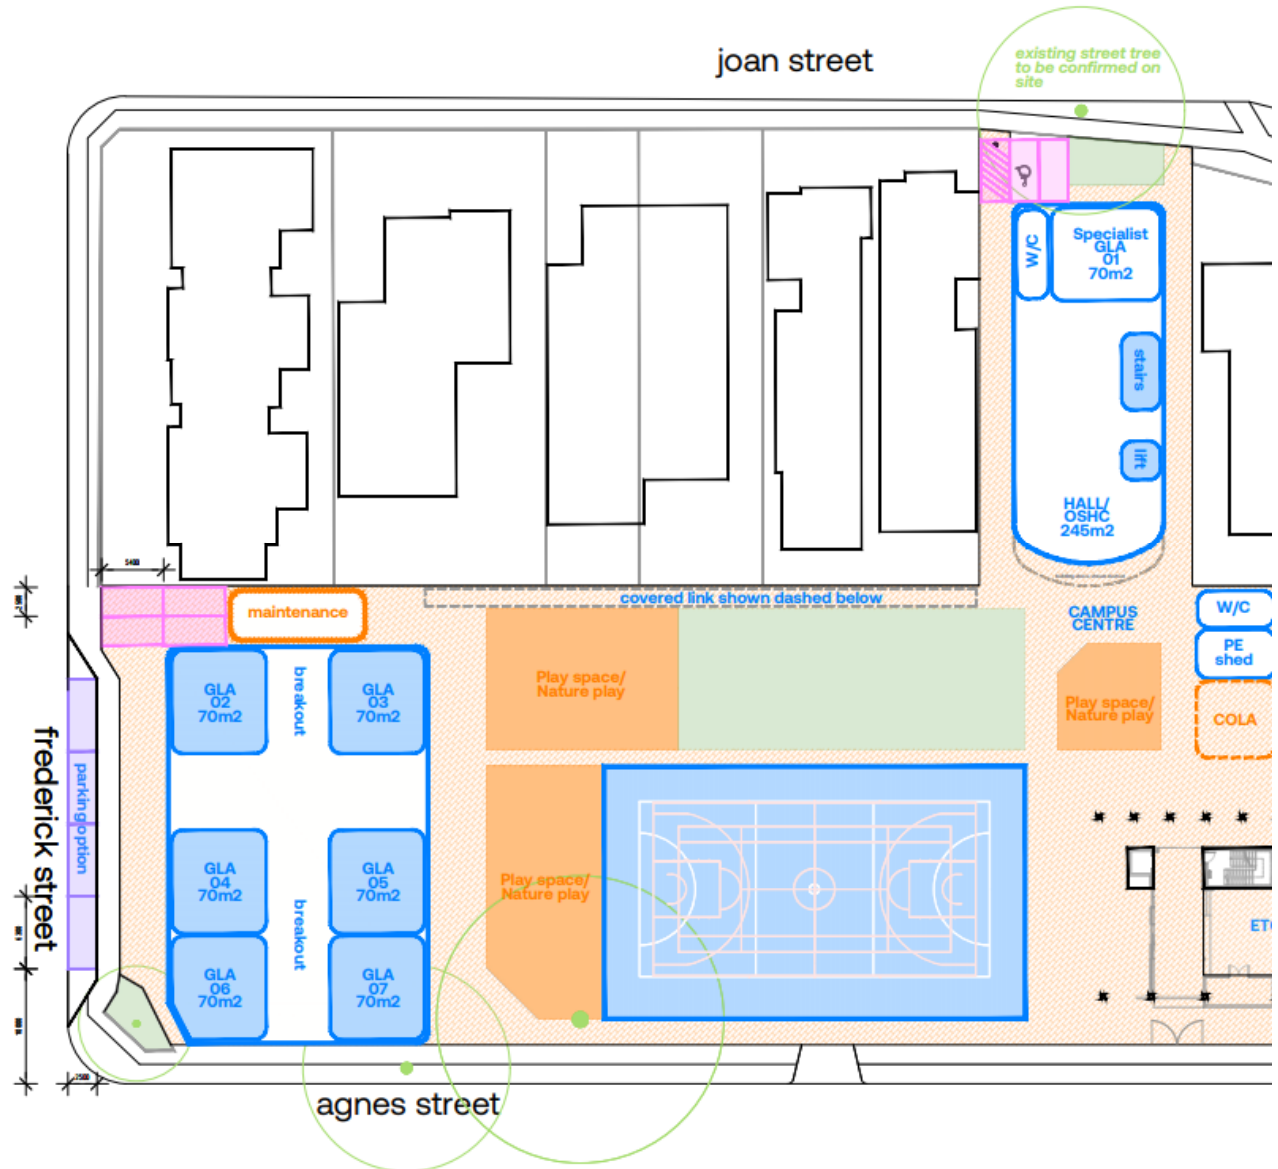 joan street
existing street tree
to be confirmed on
site
W/C
Specialist
GLA
01
70m2
stairs
lift
HALL/
OSHC
245m2
5400
maintenance
covered link shown dashed below
CAMPUS
CENTRE
W/C
PE
shed
COLA
Play space/
Nature play
Play space/
Nature play
GLA
02
70m2
breakout
GLA
03
70m2
frederick street
parking option
GLA
04
70m2
GLA
05
70m2
breakout
GLA
06
70m2
GLA
07
70m2
Play space/
Nature play
2500
agnes street